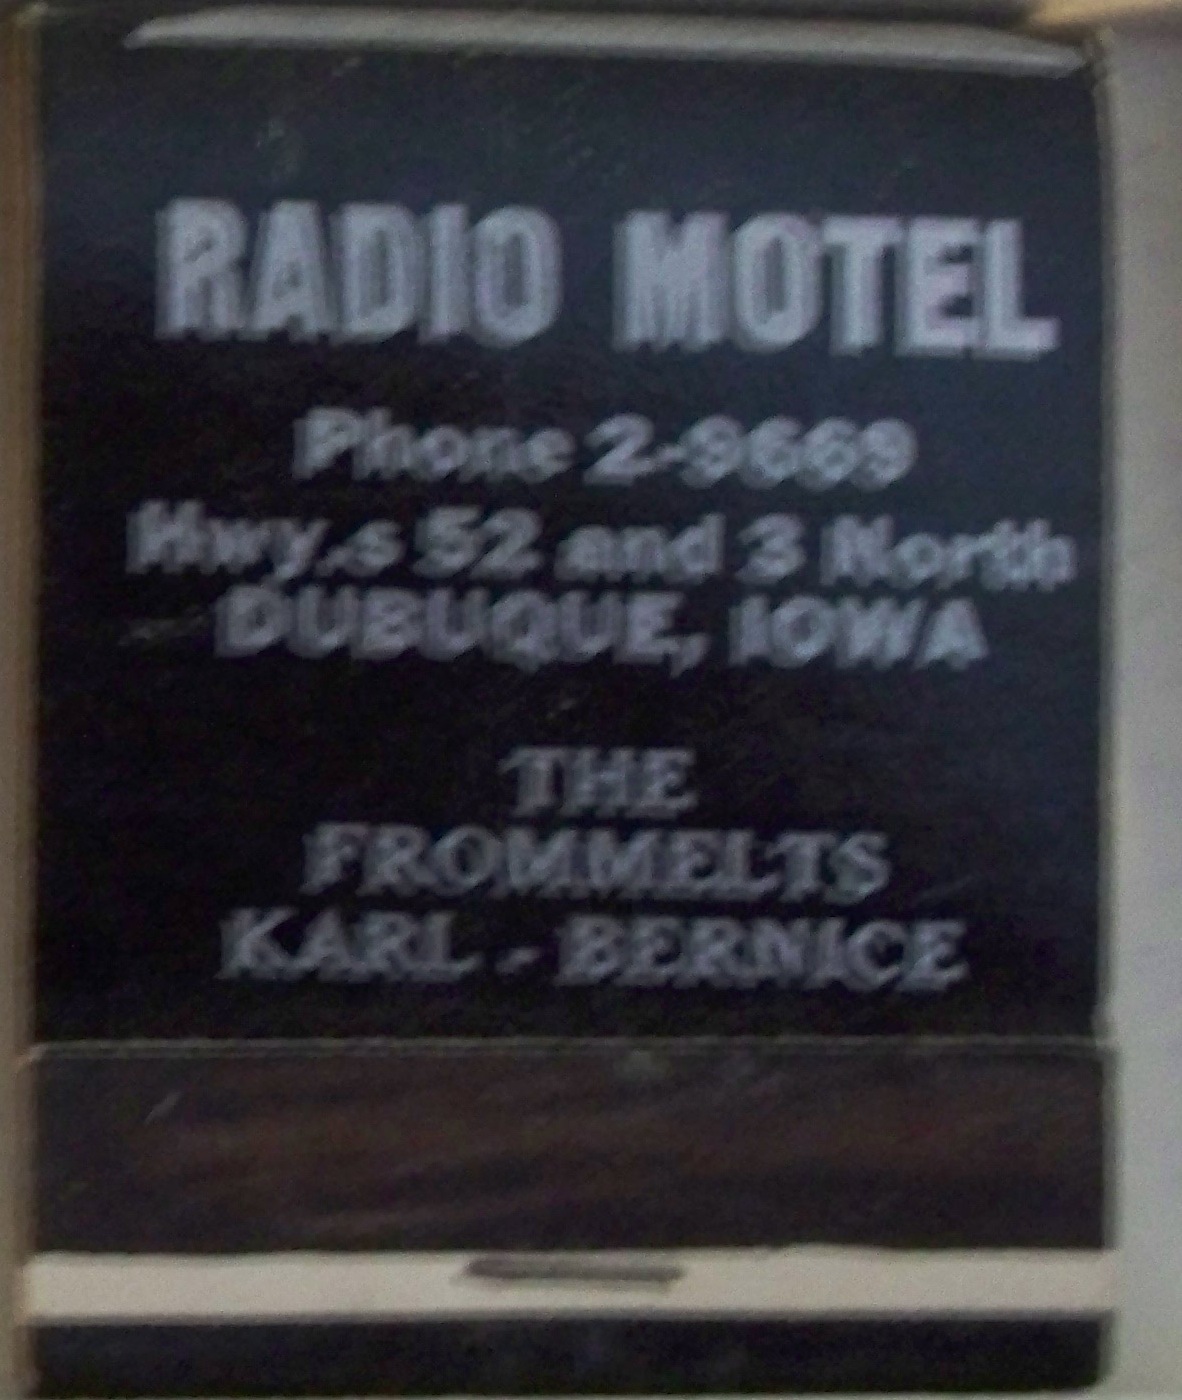 RADIO MOTEL
Phone 2-9669
Hwy.s 52 and 3 North
DUBUQUE, IOWA
THE
FROMMELTS
KARL - BERNICE